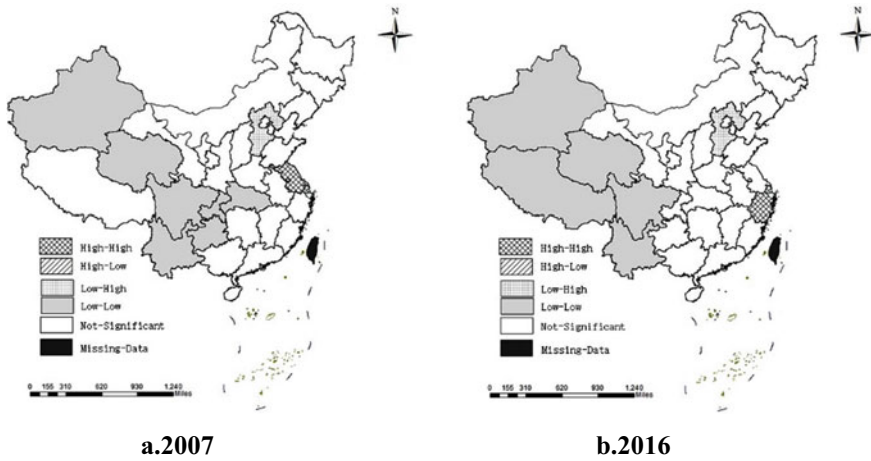 N
High-High
High-Low
Low-High
Low-Low
Not-Significant
Missing-Data
0 155 310 620 930 1,240
Miles
a.2007
N
High-High
High-Low
Low-High
Low-Low
Not-Significant
Missing-Data
0 155 310 620 930 1,240
Miles
b.2016